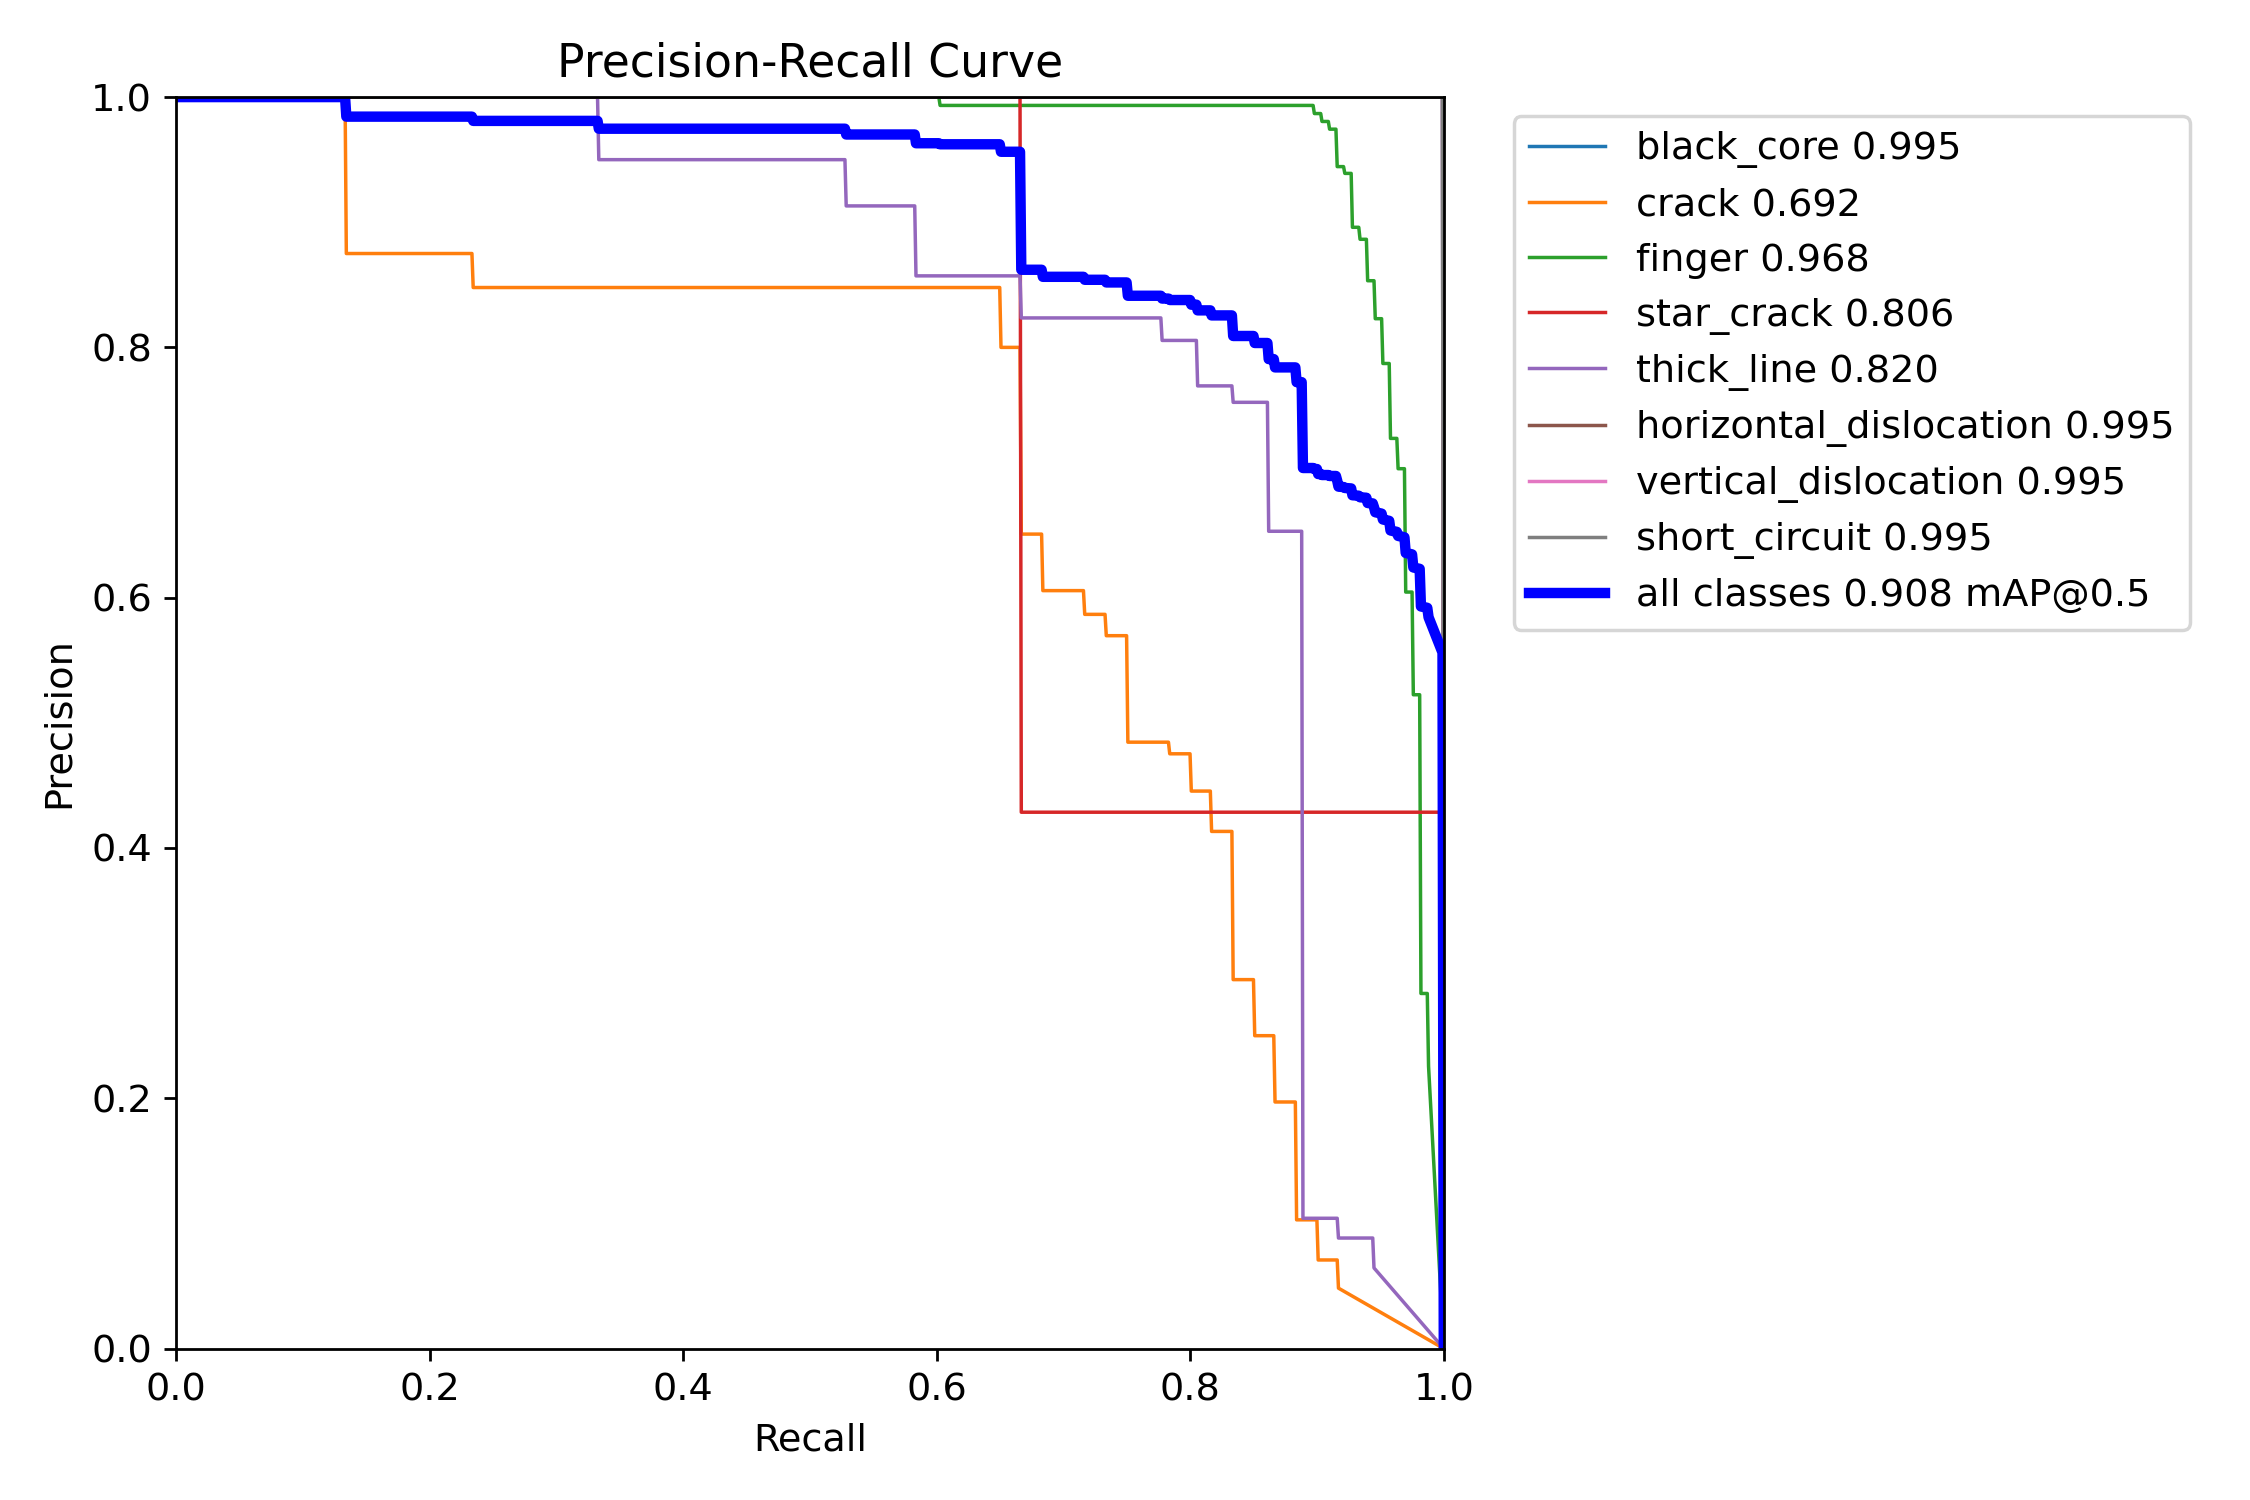 Precision-Recall Curve
1.0
0.8
0.6
0.4
0.2
0.0
Precision
0.0 0.2 0.4 0.6 0.8 1.0
Recall
black_core 0.995
crack 0.692
finger 0.968
star_crack 0.806
thick_line 0.820
horizontal_dislocation 0.995
vertical_dislocation 0.995
short_circuit 0.995
all classes 0.908 mAP@0.5